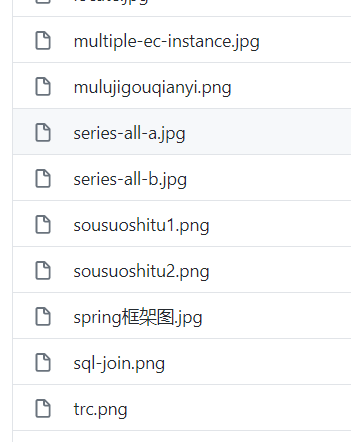 multiple-ec-instance.jpg
mulujigouqianyi.png
series-all-a.jpg
series-all-b.jpg
sousuoshitu1.png
sousuoshitu2.png
spring框架图.jpg
sql-join.png
trc.png